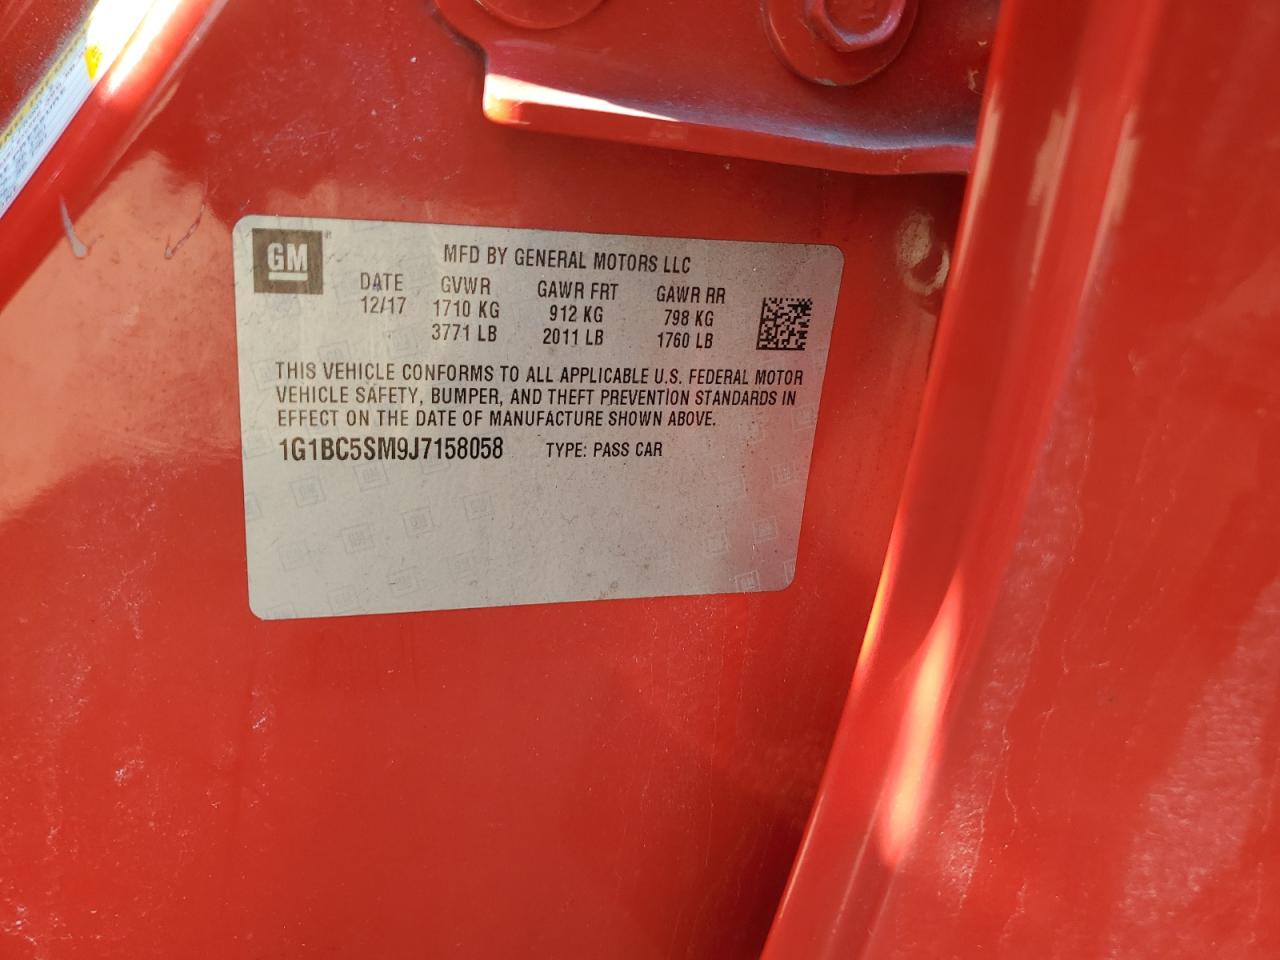 GM
MFD BY GENERAL MOTORS LLC
DATE GVWR GAWR FRT GAWR RR
12/17 1710 KG 912 KG 798 KG
3771 LB 2011 LB 1760 LB
THIS VEHICLE CONFORMS TO ALL APPLICABLE U.S. FEDERAL MOTOR
VEHICLE SAFETY, BUMPER, AND THEFT PREVENTION STANDARDS IN
EFFECT ON THE DATE OF MANUFACTURE SHOWN ABOVE.
1G1BC5SM9J7158058 TYPE: PASS CAR